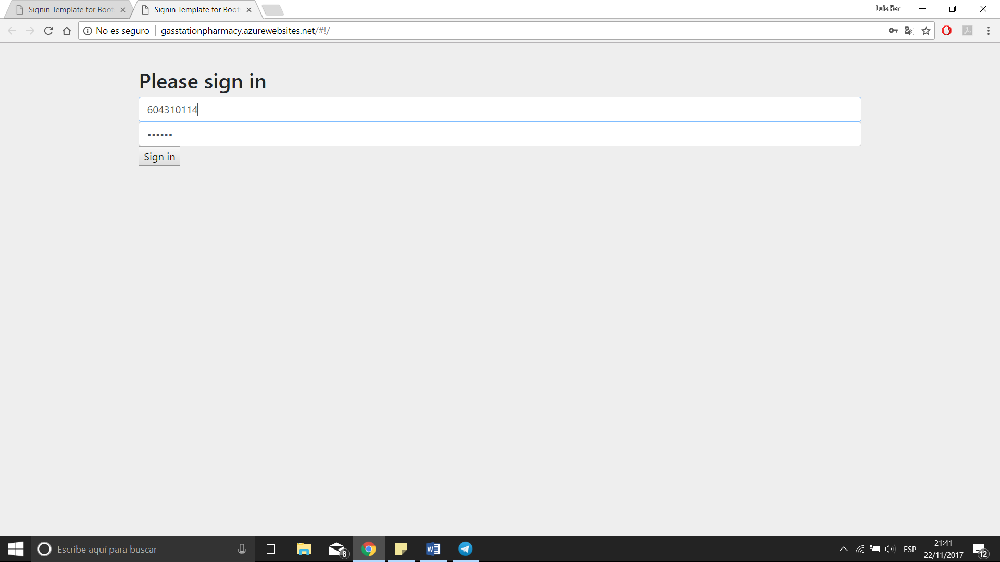 Signin Template for Boot
Signin Template for Boot
Luis Fer
No es seguro
gasstationpharmacy.azurewebsites.net/#!/
Please sign in
604310114
••••••
Sign in
Escribe aquí para buscar
8
ESP
21:41
22/11/2017
12